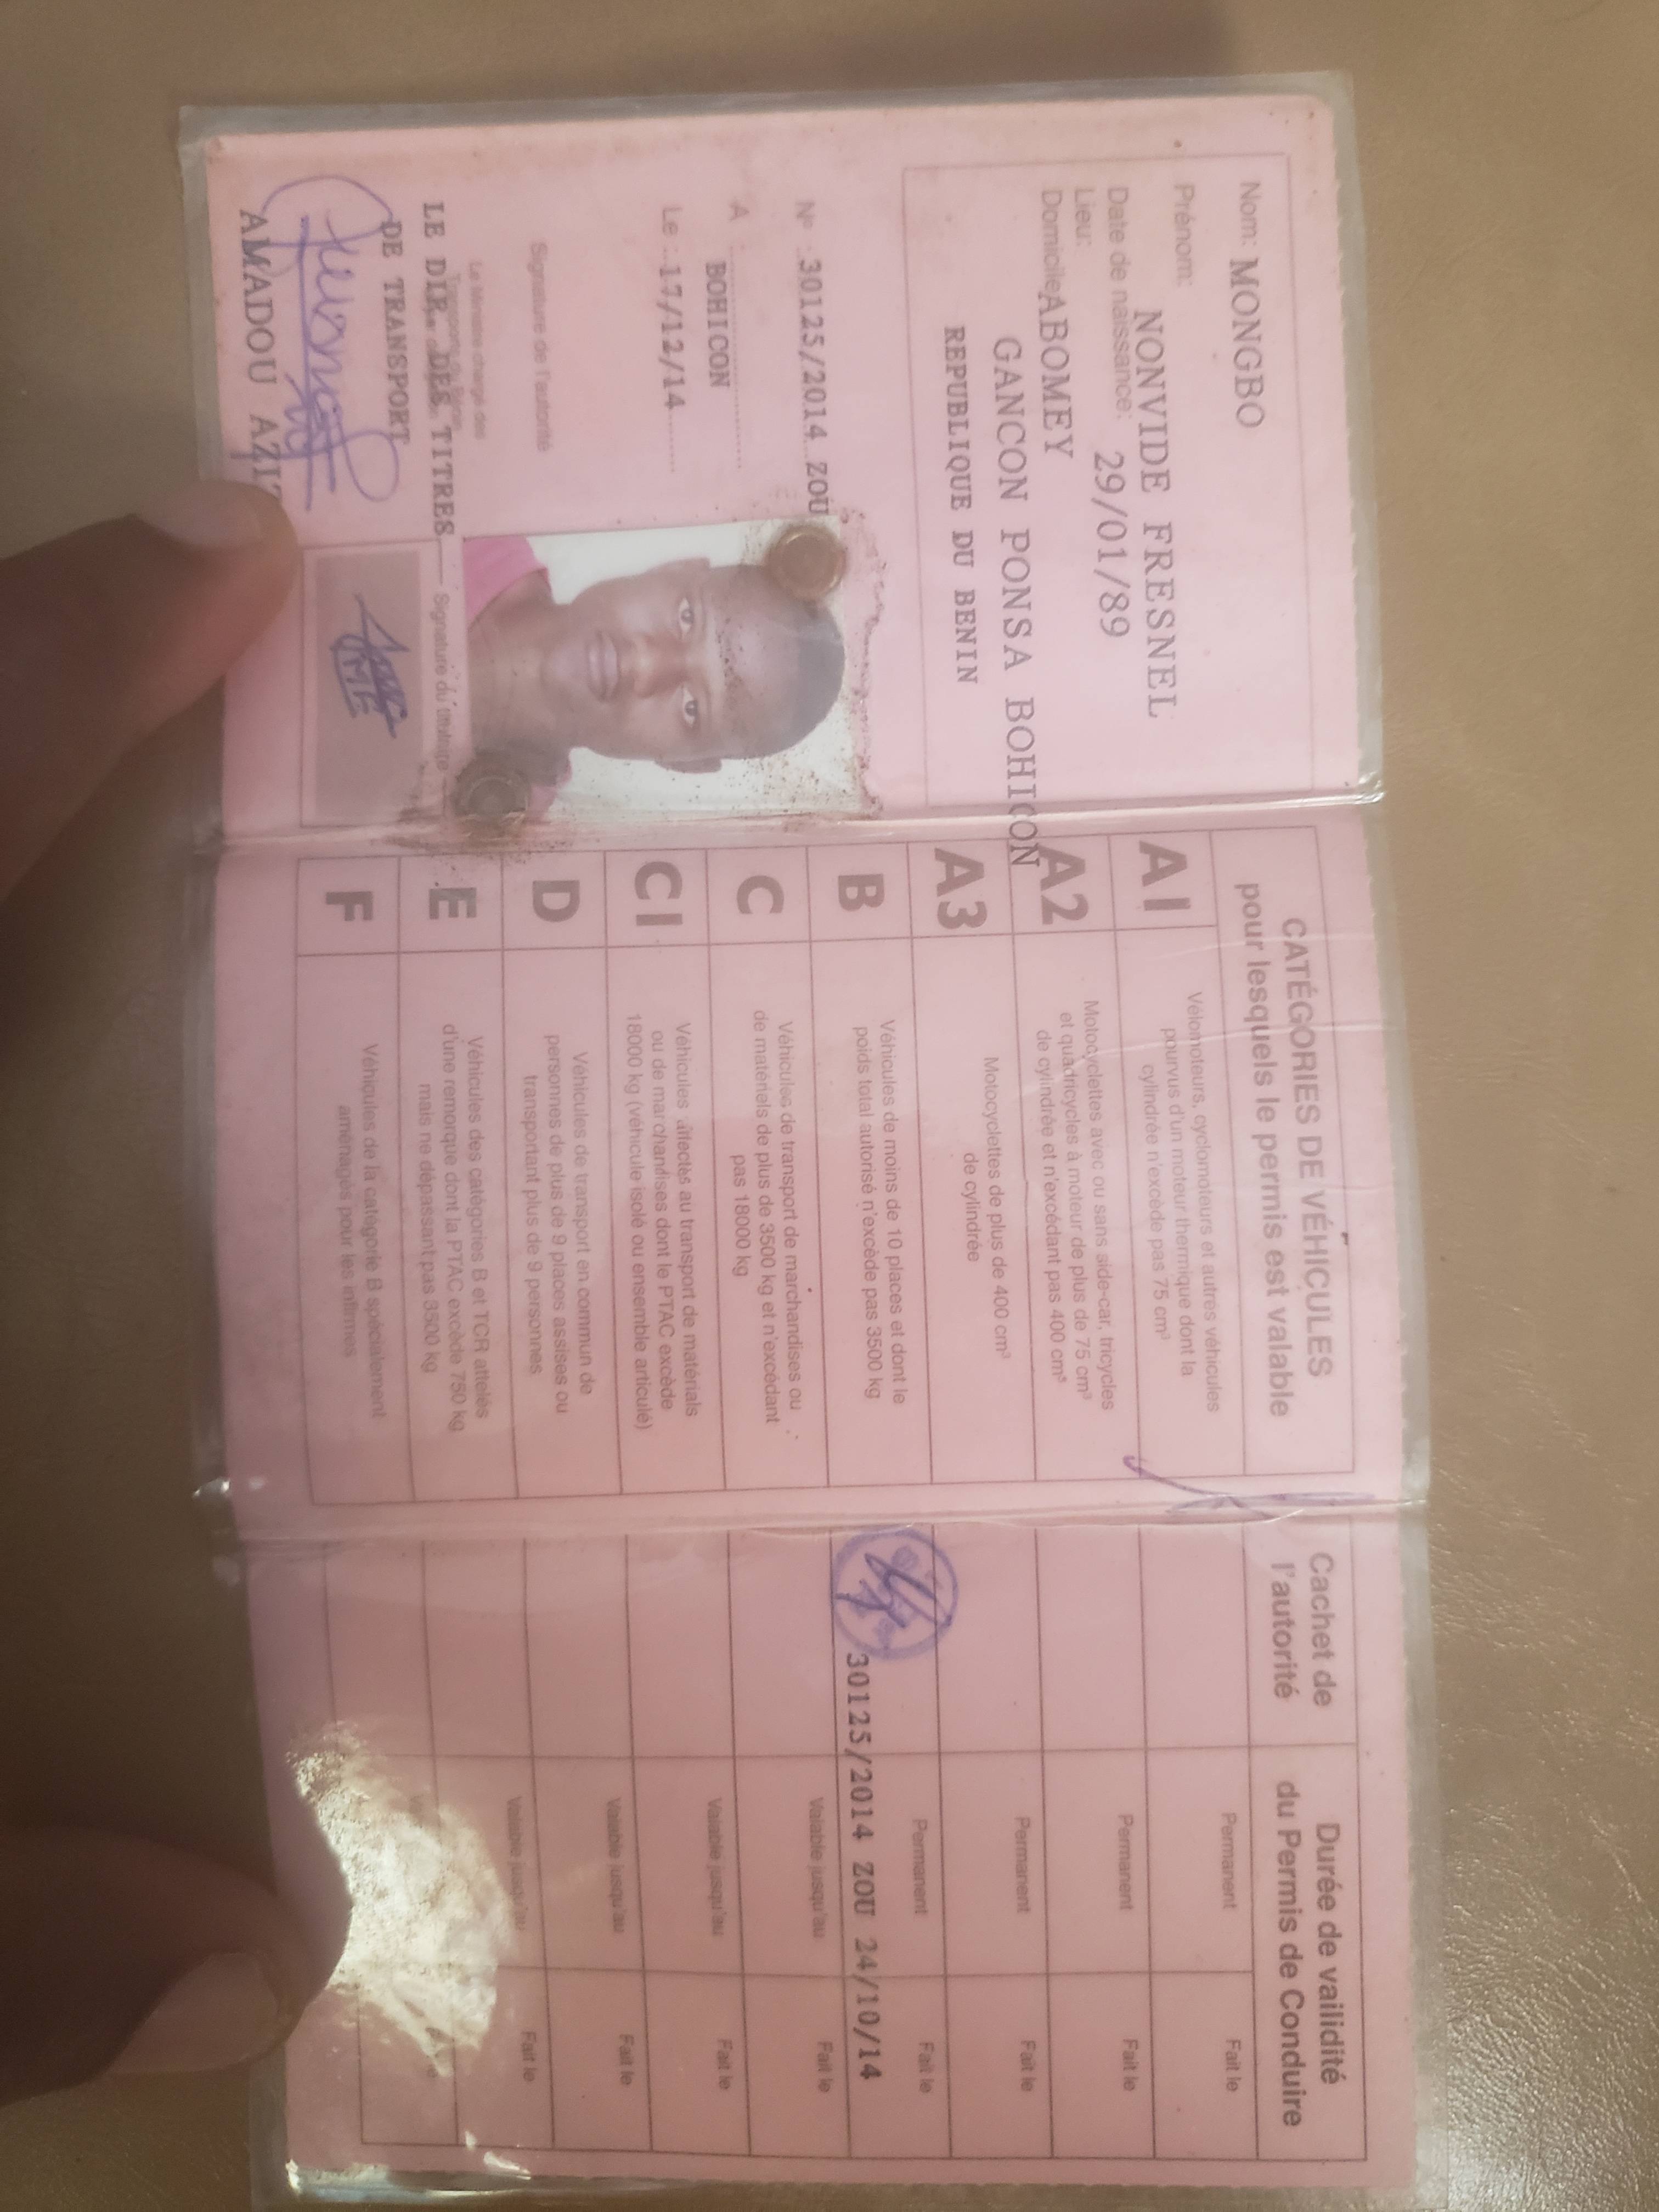 Nom: MONGBO
Prénom:
NONVIDE FRESNEL
Date de naissance: 29/01/89
Lieu:
ABOMEY
Domicile
GANCON PONSA BOHICON
REPUBLIQUE DU BENIN
N° : 30125/2014 ZOU
A BOHICON
Le : 17/12/14
Signature de l'autorité
Le Ministre chargé des
LE DIR. DES TITRES
DE TRANSPORT
AMADOU
Signature du
CATÉGORIES DE VÉHICULES
pour lesquels le permis est valable
A1
Vélomoteurs, cyclomoteurs et autres véhicules
pourvus d'un moteur thermique dont la
cylindrée n'excède pas 75 cm³
A2
Motocyclettes avec ou sans side-car, tricycles
et quadricycles à moteur de plus de 75 cm³
de cylindrée et n'excédant pas 400 cm³
A3
Motocyclettes de plus de 400 cm³
de cylindrée
B
Véhicules de moins de 10 places et dont le
poids total autorisé n'excède pas 3500 kg
C
Véhicules de transport de marchandises ou
de matériels de plus de 3500 kg et n'excédant
pas 18000 kg
C1
Véhicules affectés au transport de matérials
ou de marchandises dont le PTAC excède
18000 kg (véhicule isolé ou ensemble articulé)
D
Véhicules de transport en commun de
personnes de plus de 9 places assises ou
transportant plus de 9 personnes
E
Véhicules des catégories B et TCR attelés
d'une remorque dont la PTAC excède 750 kg
mais ne dépassant pas 3500 kg
F
Véhicules de la catégorie B spécialement
aménagés pour les infirmes
Cachet de
l'autorité
Durée de vailidité
du Permis de Conduire
Permanent Fait le
Permanent Fait le
Permanent Fait le
Permanent Fait le
30125/2014 ZOU 24/10/14
Valable jusqu'au Fait le
Valable jusqu'au Fait le
Valable jusqu'au Fait le
Valable jusqu'au Fait le